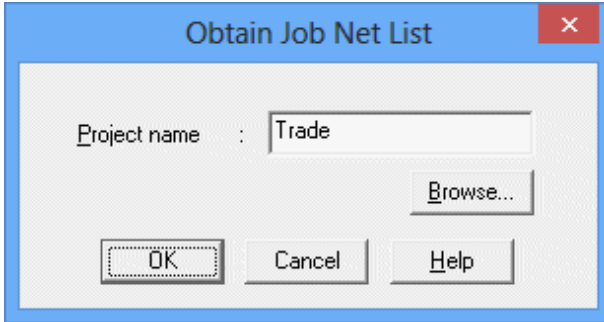 Obtain Job Net List
Project name : Trade
Browse...
OK Cancel Help